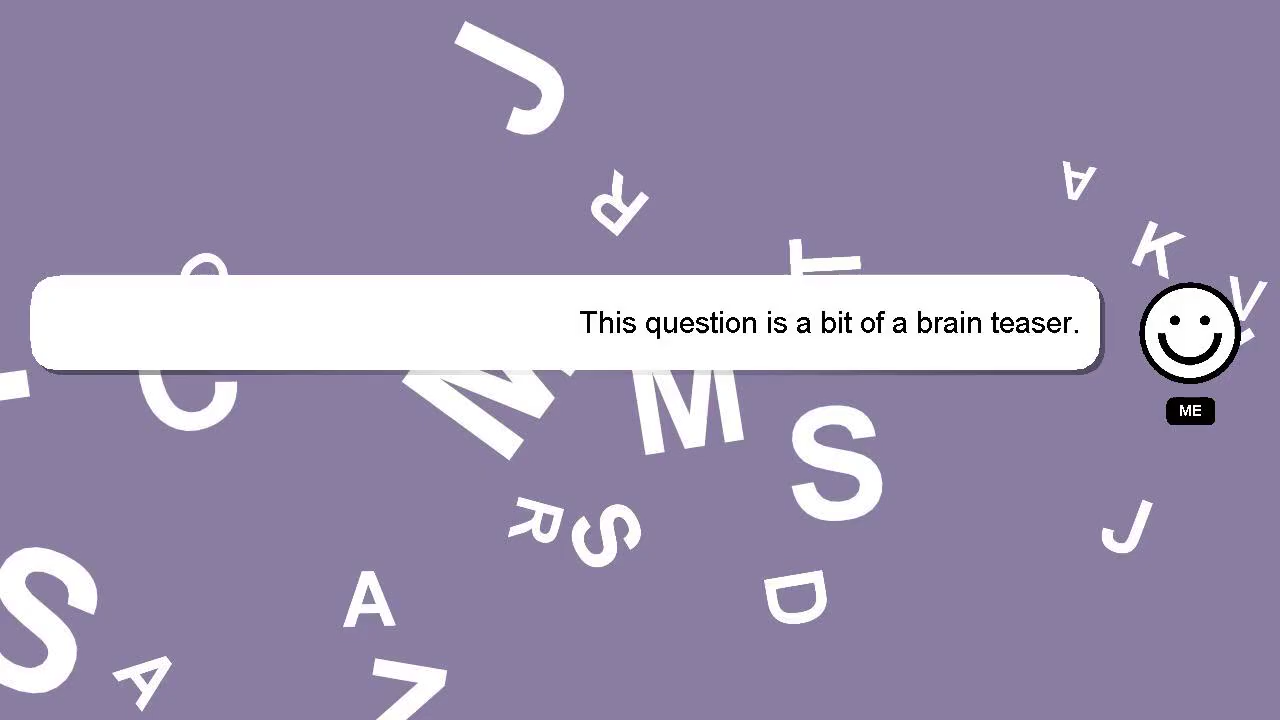 J
R
A
K
T
C
V
This question is a bit of a brain teaser.
ME
C
M
M
S
R
S
J
D
A
S
A
Z